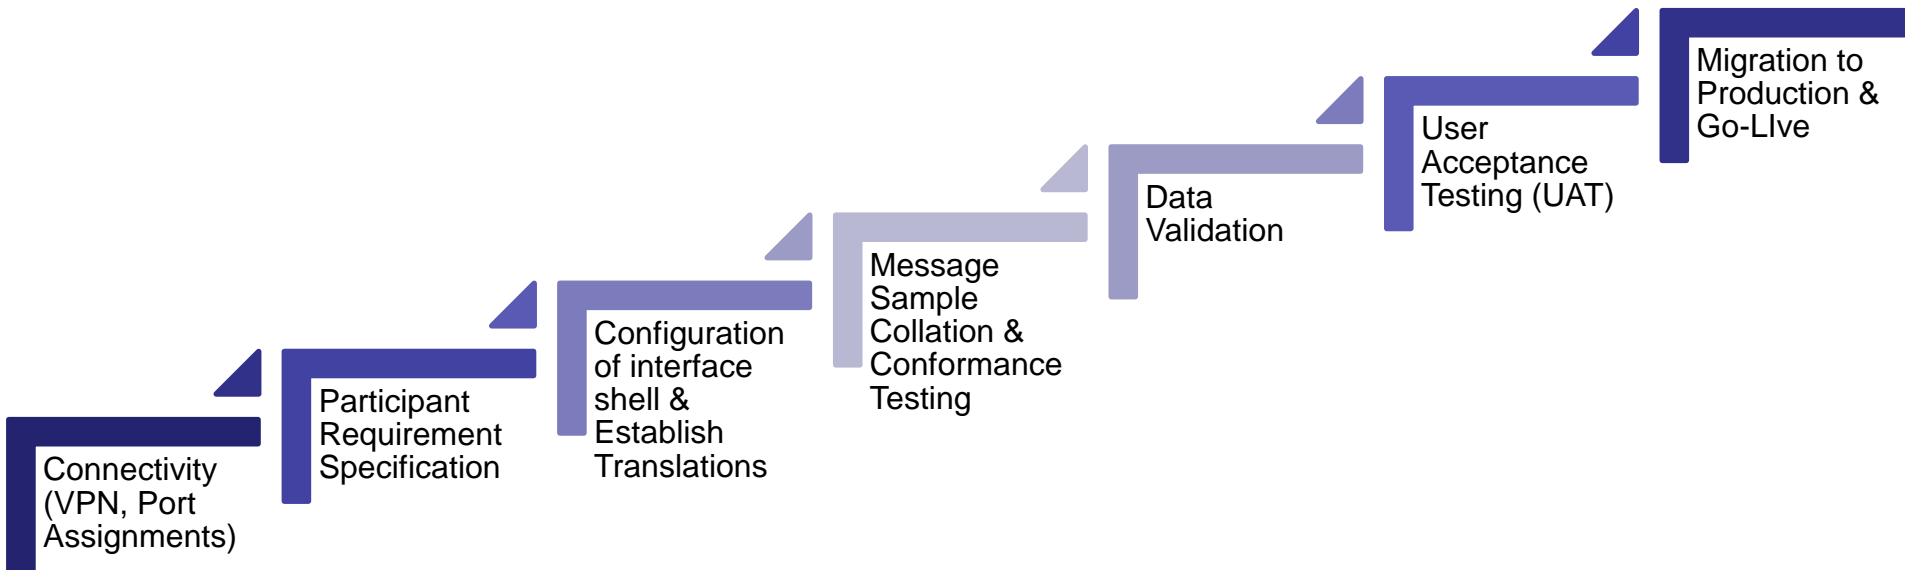 Connectivity
(VPN, Port
Assignments)
Participant
Requirement
Specification
Configuration
of interface
shell &
Establish
Translations
Message
Sample
Collation &
Conformance
Testing
Data
Validation
User
Acceptance
Testing (UAT)
Migration to
Production &
Go-LIve